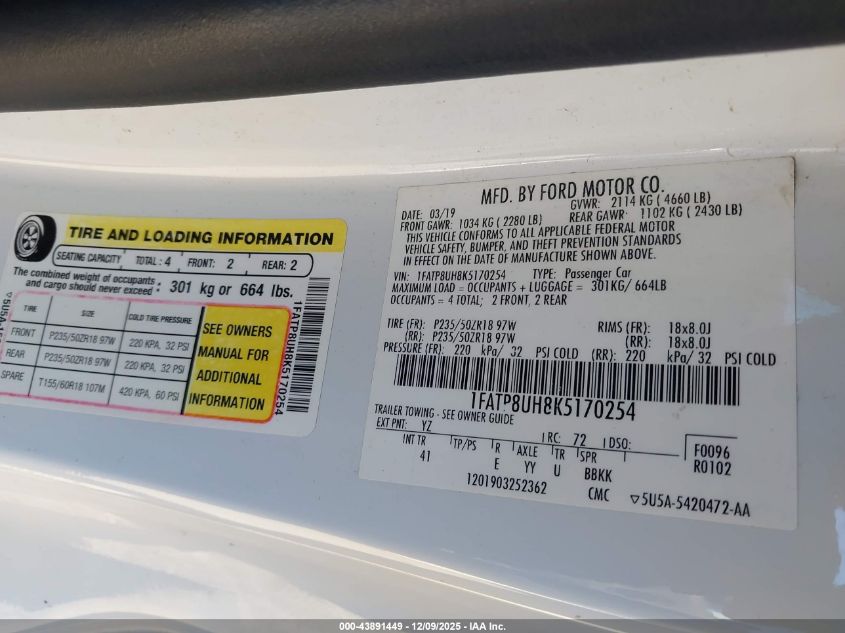 TIRE AND LOADING INFORMATION
SEATING CAPACITY TOTAL : 4 FRONT: 2 REAR: 2
The combined weight of occupants and cargo should never exceed : 301 kg or 664 lbs.
TIRE SIZE COLD TIRE PRESSURE
FRONT P235/50ZR18 97W 220 KPA, 32 PSI
REAR P235/50ZR18 97W 220 KPA, 32 PSI
SPARE T155/60R18 107M 420 KPA, 60 PSI
SEE OWNERS
MANUAL FOR
ADDITIONAL
INFORMATION
1FATP8UH8K5170254
MFD. BY FORD MOTOR CO.
DATE: 03/19 GVWR: 2114 KG ( 4660 LB)
FRONT GAWR: 1034 KG ( 2280 LB) REAR GAWR: 1102 KG ( 2430 LB)
THIS VEHICLE CONFORMS TO ALL APPLICABLE FEDERAL MOTOR
VEHICLE SAFETY, BUMPER, AND THEFT PREVENTION STANDARDS
IN EFFECT ON THE DATE OF MANUFACTURE SHOWN ABOVE.
VIN: 1FATP8UH8K5170254 TYPE: Passenger Car
MAXIMUM LOAD = OCCUPANTS + LUGGAGE = 301KG/ 664LB
OCCUPANTS = 4 TOTAL; 2 FRONT, 2 REAR
TIRE (FR): P235/50ZR18 97W RIMS (FR): 18x8.0J
(RR): P235/50ZR18 97W (RR): 18x8.0J
PRESSURE (FR): 220 kPa/ 32 PSI COLD (RR): 220 kPa/ 32 PSI COLD
1FATP8UH8K5170254
TRAILER TOWING - SEE OWNER GUIDE
EXT PNT: YZ RC: 72 DSO: F0096
INT TR TP/PS R AXLE TR SPR R0102
41 E YY U BBKK
1201903252362 CMC ▽5U5A-5420472-AA
000-43891449 - 12/09/2025 - IAA Inc.